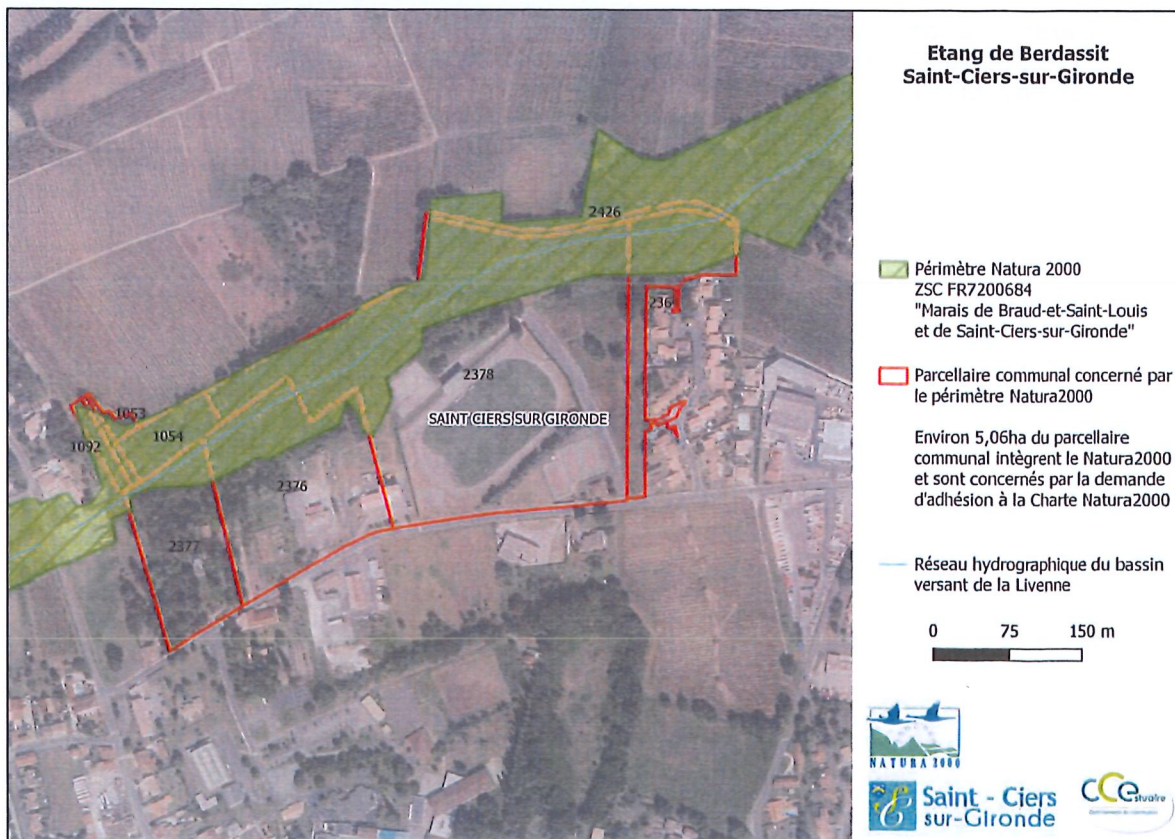 Etang de Berdassit
Saint-Ciers-sur-Gironde
2426
236
2378
SAINT CIERS SUR GIRONDE
1053
1092
1054
2376
2377
Périmètre Natura 2000
ZSC FR7200684
"Marais de Braud-et-Saint-Louis
et de Saint-Ciers-sur-Gironde"
Parcellaire communal concerné par
le périmètre Natura2000
Environ 5,06ha du parcellaire
communal intègrent le Natura2000
et sont concernés par la demande
d'adhésion à la Charte Natura2000
Réseau hydrographique du bassin
versant de la Livenne
0 75 150 m
NATURA 2000
Saint - Ciers
sur-Gironde
CCEstuaire